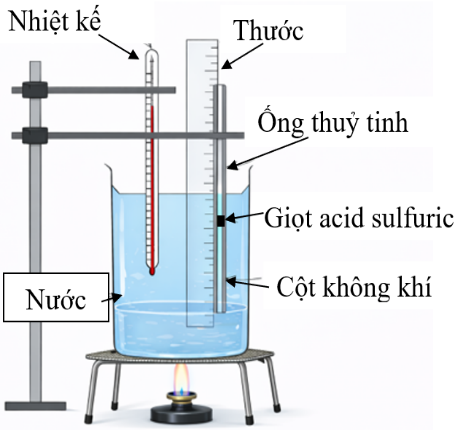 Nhiệt kế
Thước
Ống thuỷ tinh
Giọt acid sulfuric
Cột không khí
Nước